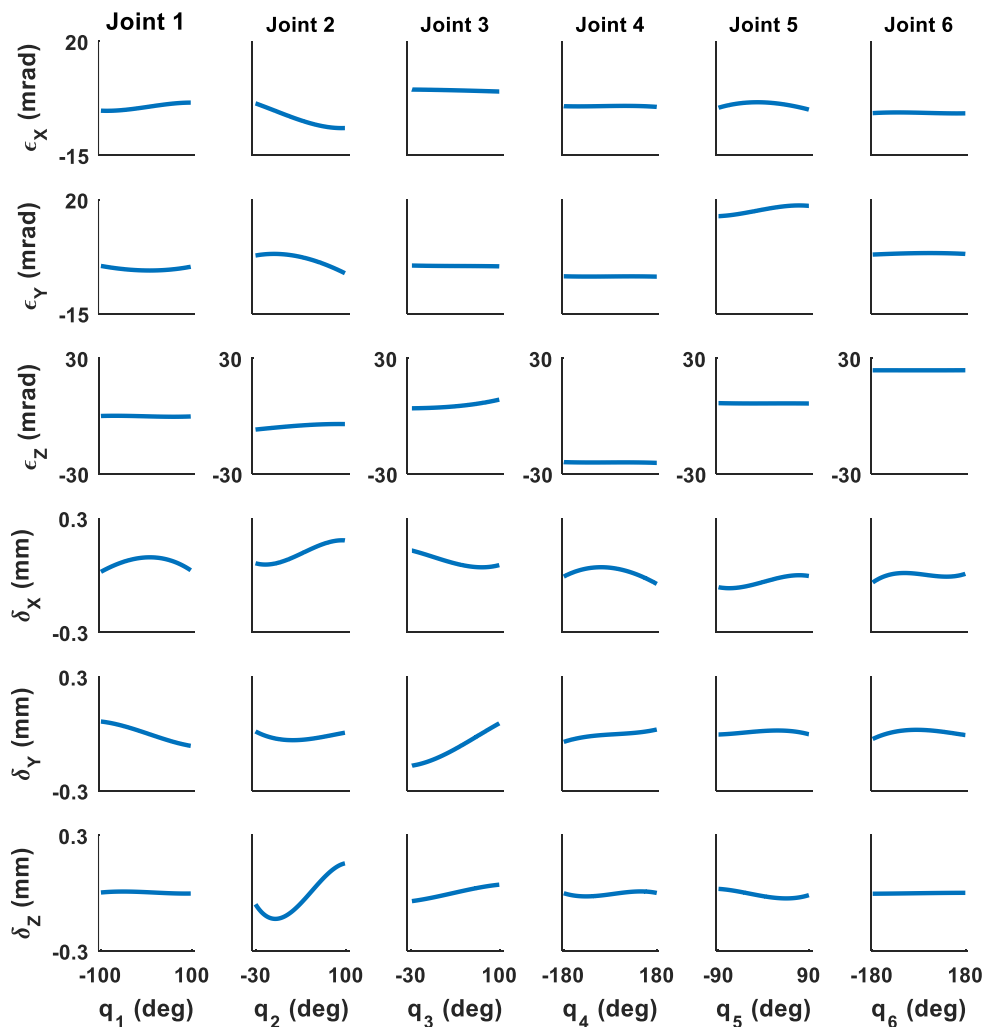 Joint 1 Joint 2 Joint 3 Joint 4 Joint 5 Joint 6
20
ϵX (mrad)
-15
20
ϵY (mrad)
-15
30 30 30 30 30 30
ϵZ (mrad)
-30 -30 -30 -30 -30 -30
0.3
δX (mm)
-0.3
0.3
δY (mm)
-0.3
0.3
δZ (mm)
-0.3
-100 100 -30 100 -30 100 -180 180 -90 90 -180 180
q1 (deg) q2 (deg) q3 (deg) q4 (deg) q5 (deg) q6 (deg)